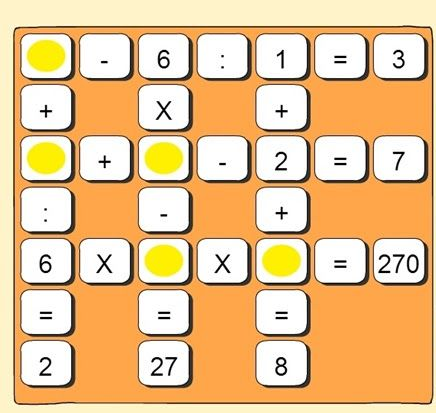 - 6 : 1 = 3
+ X +
+ - 2 = 7
: - +
6 X X = 270
= = =
2 27 8